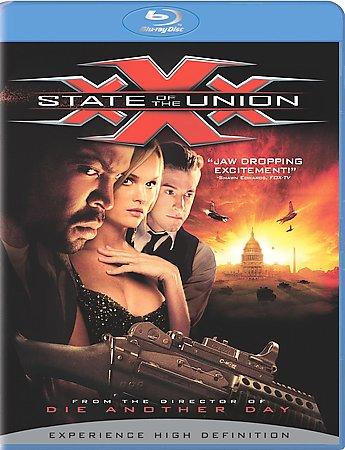 Blu-ray Disc
XXX
STATE OF THE UNION
"JAW DROPPING
EXCITEMENT!"
-SHAWN EDWARDS, FOX-TV
FROM THE DIRECTOR OF
DIE ANOTHER DAY
EXPERIENCE HIGH DEFINITION